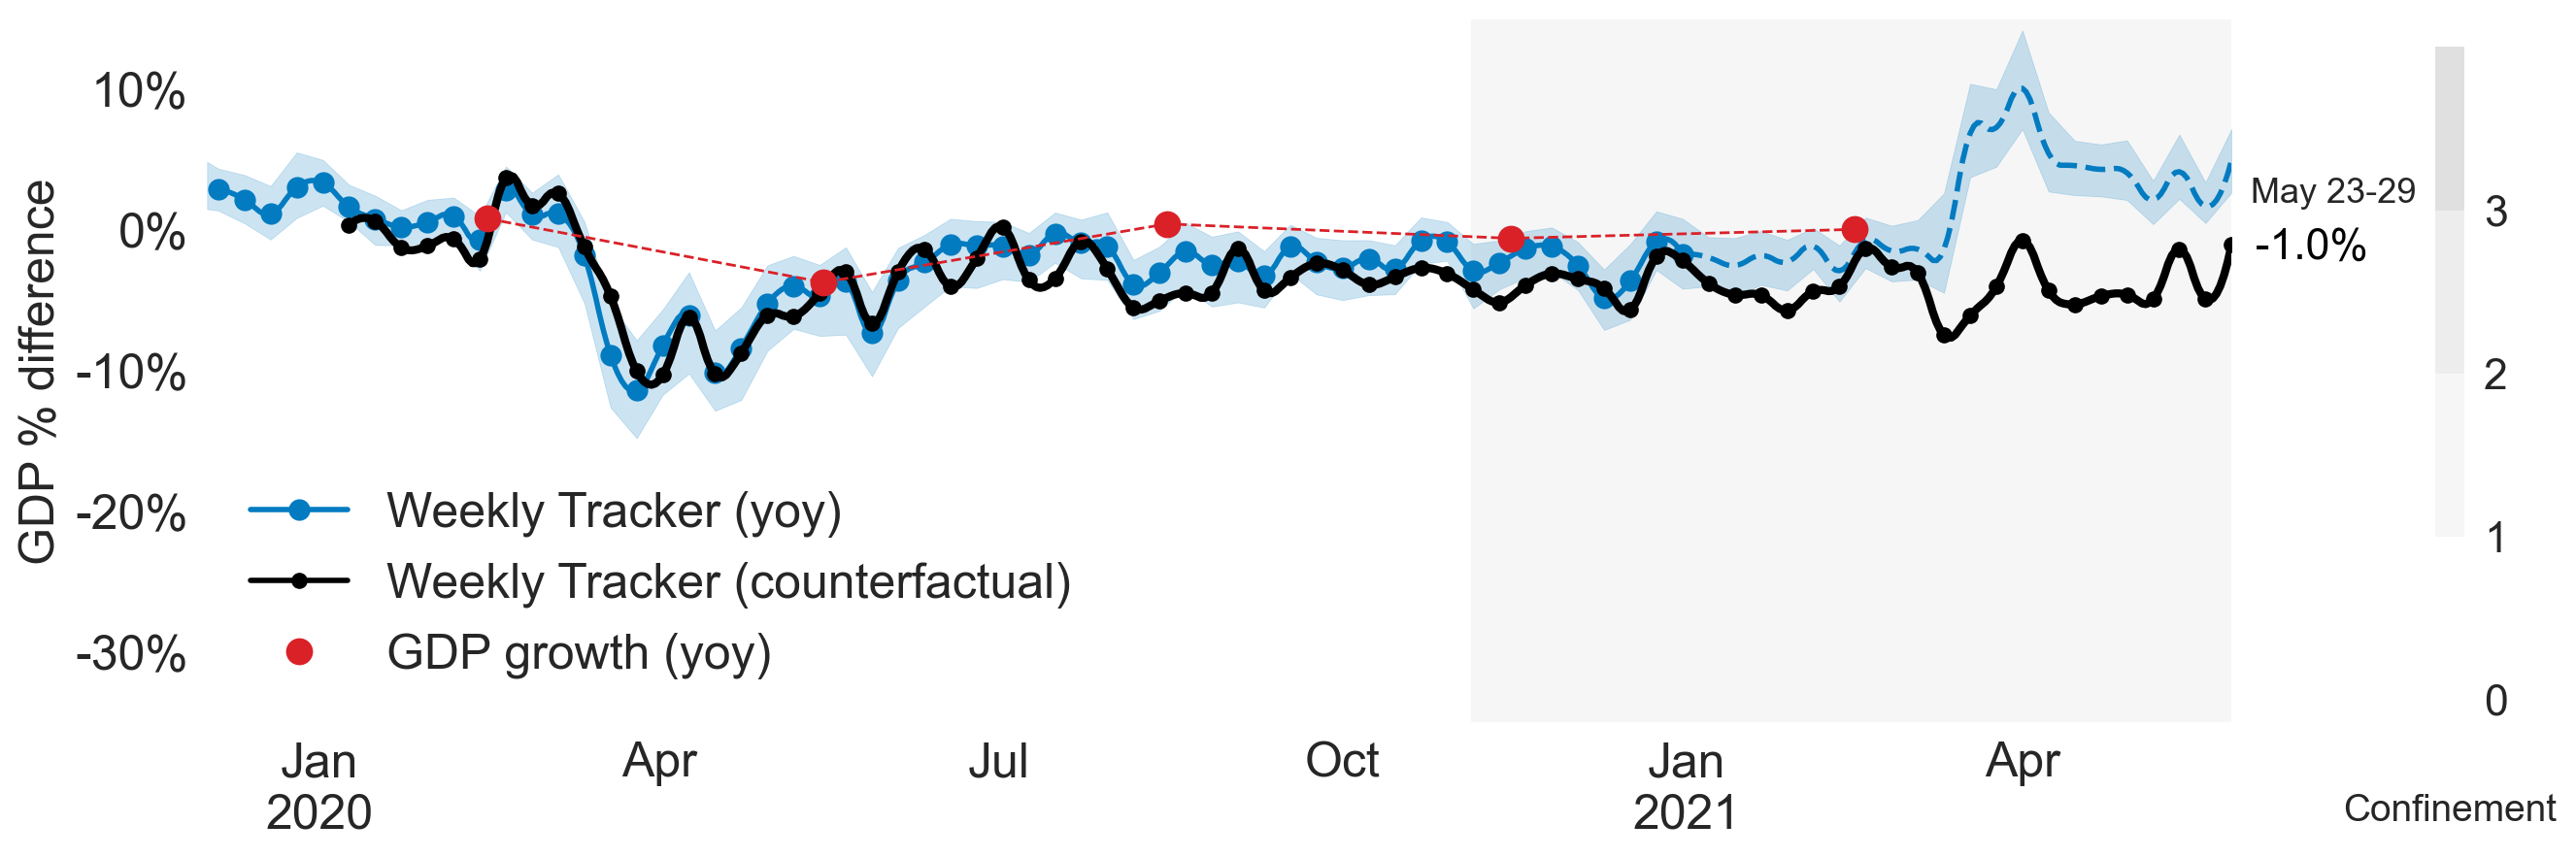 GDP % difference
10%
0%
-10%
-20%
-30%
Weekly Tracker (yoy)
Weekly Tracker (counterfactual)
GDP growth (yoy)
May 23-29
-1.0%
3
2
1
0
Jan Apr Jul Oct Jan Apr
2020 2021
Confinement